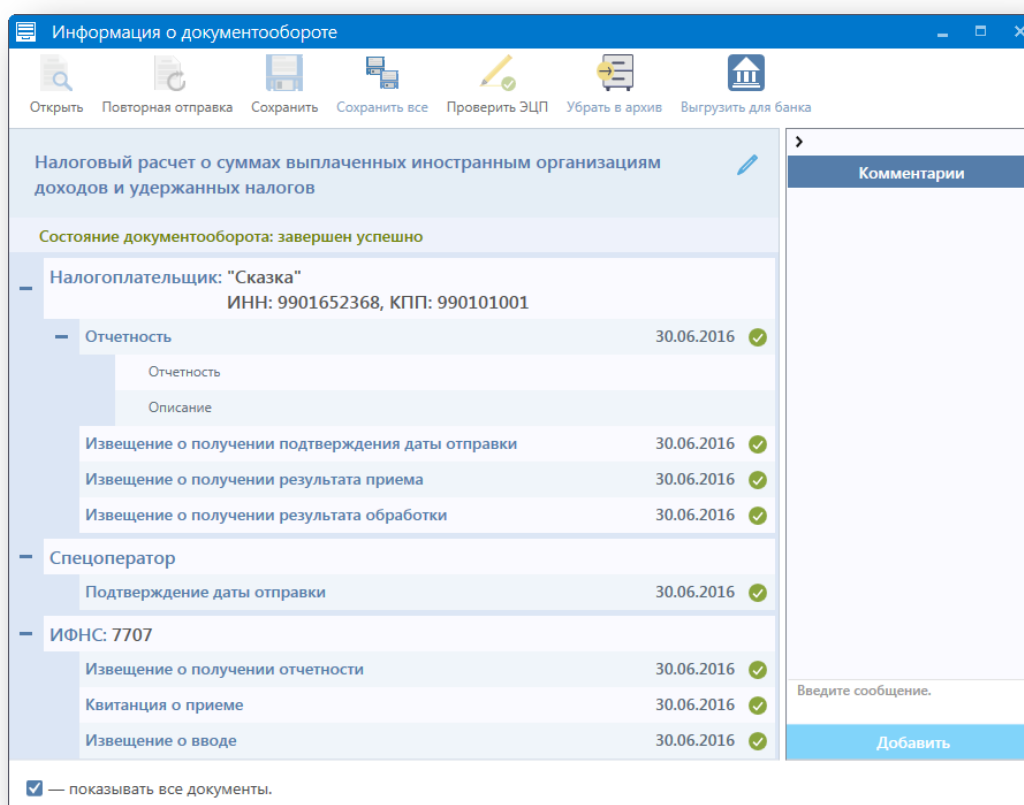 Информация о документообороте
Открыть Повторная отправка Сохранить Сохранить все Проверить ЭЦП Убрать в архив Выгрузить для банка
Налоговый расчет о суммах выплаченных иностранным организациям
доходов и удержанных налогов
Состояние документооборота: завершен успешно
Налогоплательщик: "Сказка"
ИНН: 9901652368, КПП: 990101001
Отчетность 30.06.2016
Отчетность
Описание
Извещение о получении подтверждения даты отправки 30.06.2016
Извещение о получении результата приема 30.06.2016
Извещение о получении результата обработки 30.06.2016
Спецоператор
Подтверждение даты отправки 30.06.2016
ИФНС: 7707
Извещение о получении отчетности 30.06.2016
Квитанция о приеме 30.06.2016
Извещение о вводе 30.06.2016
Комментарии
Введите сообщение.
Добавить
— показывать все документы.